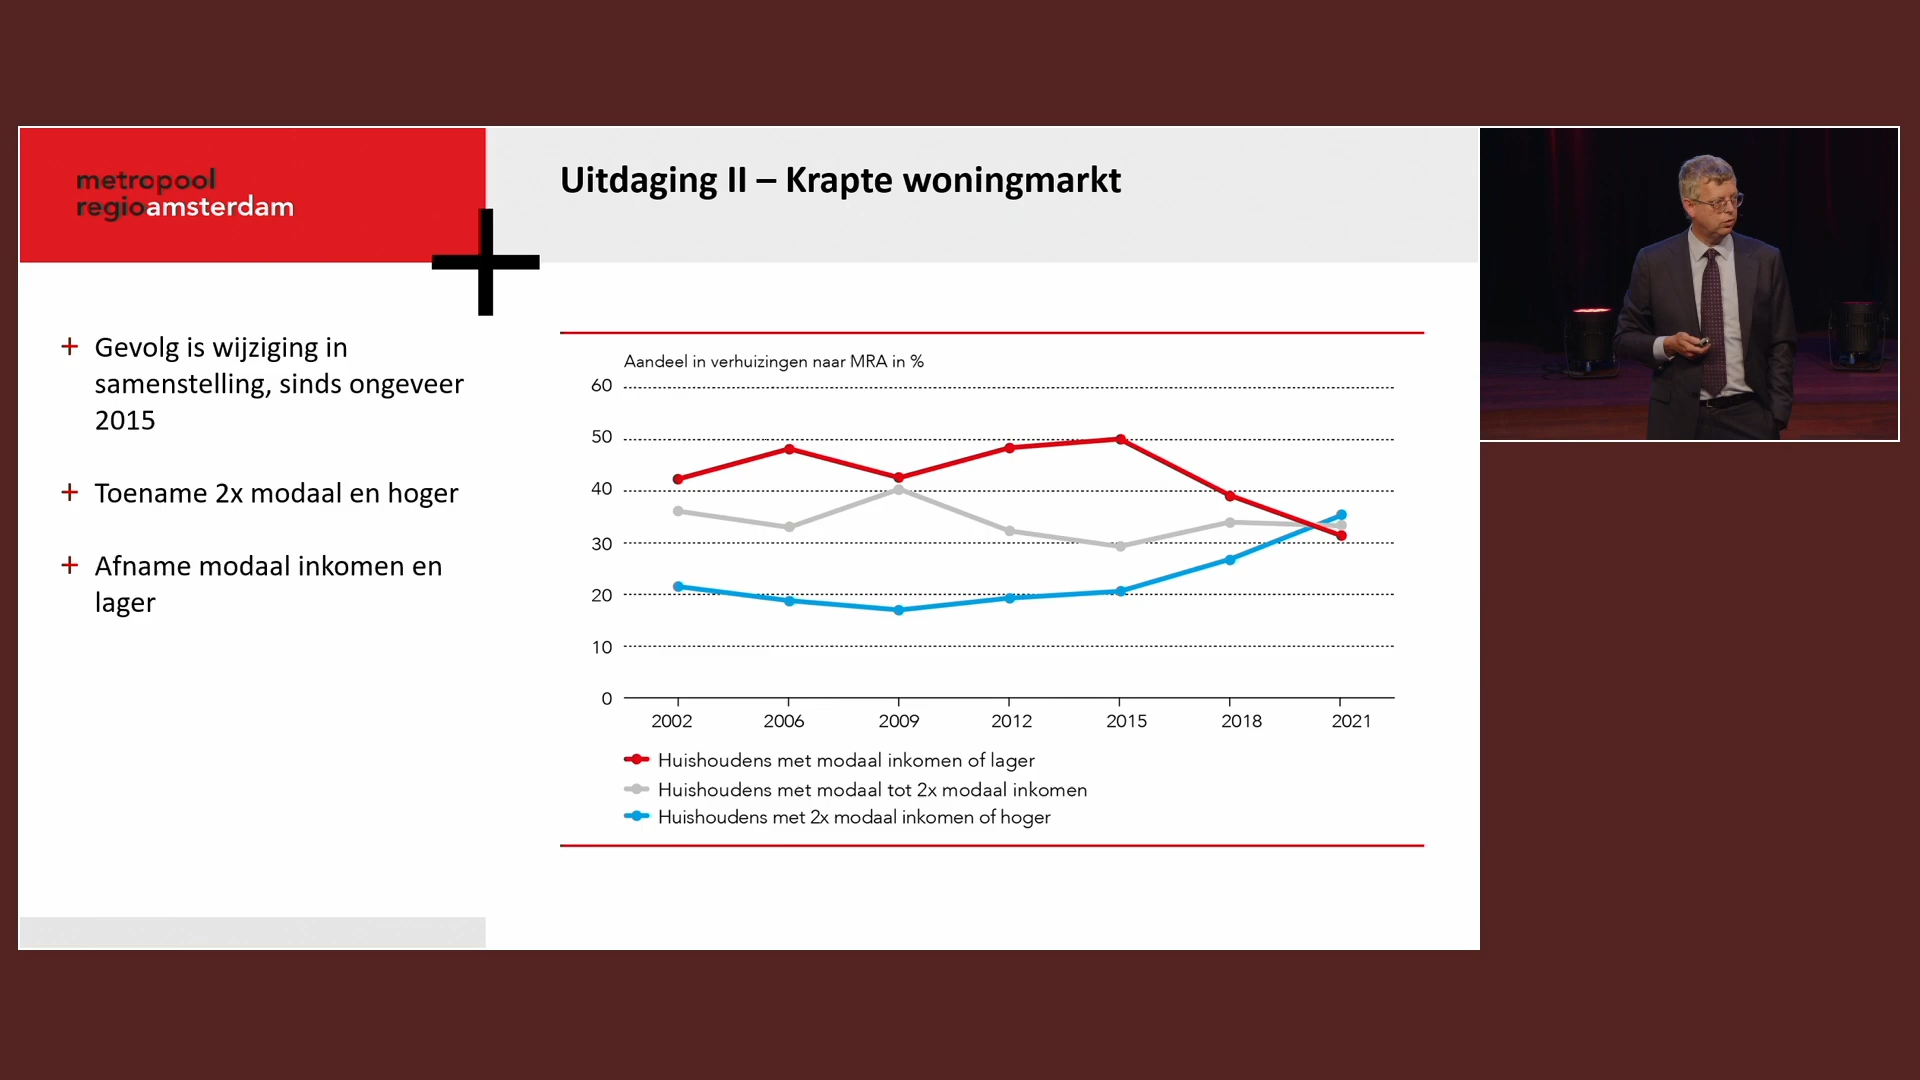 metropool
regioamsterdam
Uitdaging II – Krapte woningmarkt
+ Gevolg is wijziging in
samenstelling, sinds ongeveer
2015
+ Toename 2x modaal en hoger
+ Afname modaal inkomen en
lager
Aandeel in verhuizingen naar MRA in %
60
50
40
30
20
10
0
2002 2006 2009 2012 2015 2018 2021
Huishoudens met modaal inkomen of lager
Huishoudens met modaal tot 2x modaal inkomen
Huishoudens met 2x modaal inkomen of hoger